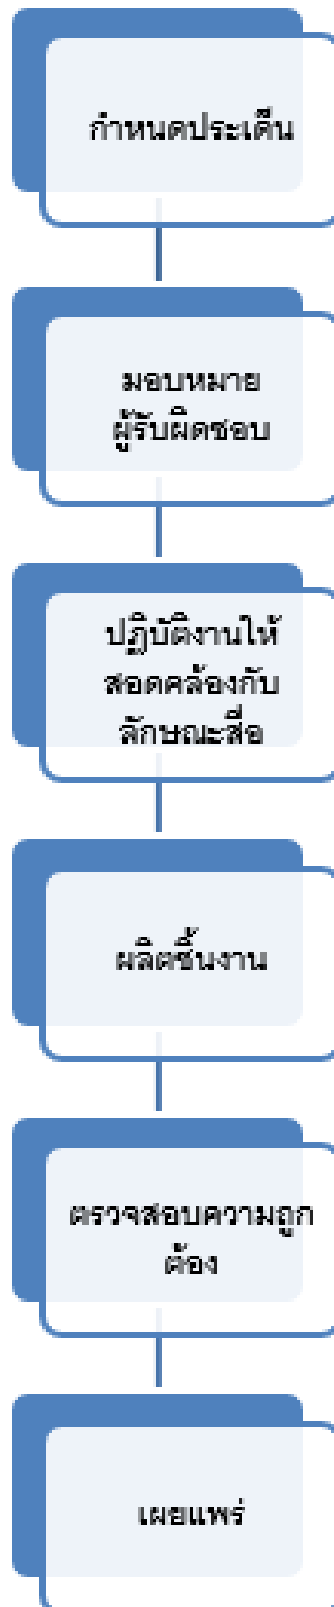 กำหนดประเด็น
มอบหมาย
ผู้รับผิดชอบ
ปฏิบัติงานให้
สอดคล้องกับ
ลักษณะสื่อ
ผลิตชิ้นงาน
ตรวจสอบความถูก
ต้อง
เผยแพร่